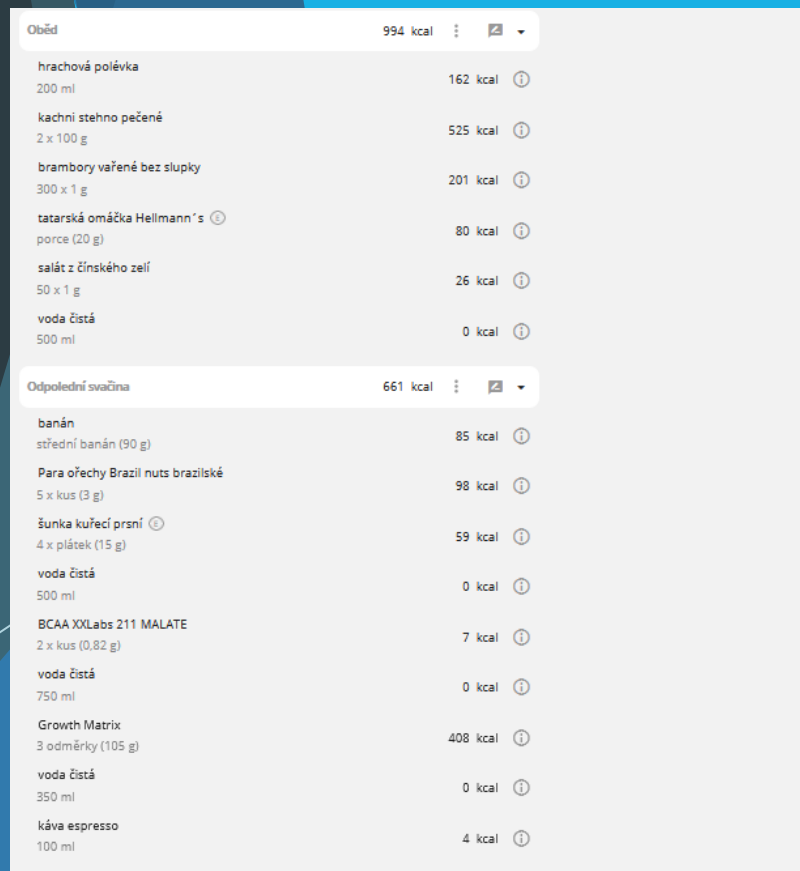 Oběd 994 kcal
hrachová polévka
200 ml 162 kcal
kachni stehno pečené
2 x 100 g 525 kcal
brambory vařené bez slupky
300 x 1 g 201 kcal
tatarská omáčka Hellmann´s E
porce (20 g) 80 kcal
salát z čínského zelí
50 x 1 g 26 kcal
voda čistá
500 ml 0 kcal
Odpolední svačina 661 kcal
banán
střední banán (90 g) 85 kcal
Para ořechy Brazil nuts brazilské
5 x kus (3 g) 98 kcal
šunka kuřecí prsní E
4 x plátek (15 g) 59 kcal
voda čistá
500 ml 0 kcal
BCAA XXLabs 211 MALATE
2 x kus (0,82 g) 7 kcal
voda čistá
750 ml 0 kcal
Growth Matrix
3 odměrky (105 g) 408 kcal
voda čistá
350 ml 0 kcal
káva espresso
100 ml 4 kcal